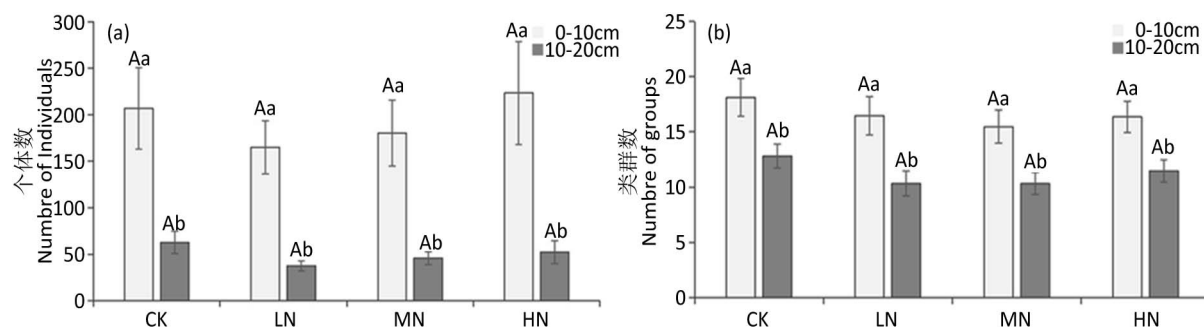 (a)
0-10cm
10-20cm
300
250
200
150
100
50
0
个体数
Numbre of Individuals
Aa
Ab
Aa
Ab
Aa
Ab
Aa
Ab
CK
LN
MN
HN
(b)
0-10cm
10-20cm
25
20
15
10
5
0
类群数
Numbre of groups
Aa
Ab
Aa
Ab
Aa
Ab
Aa
Ab
CK
LN
MN
HN